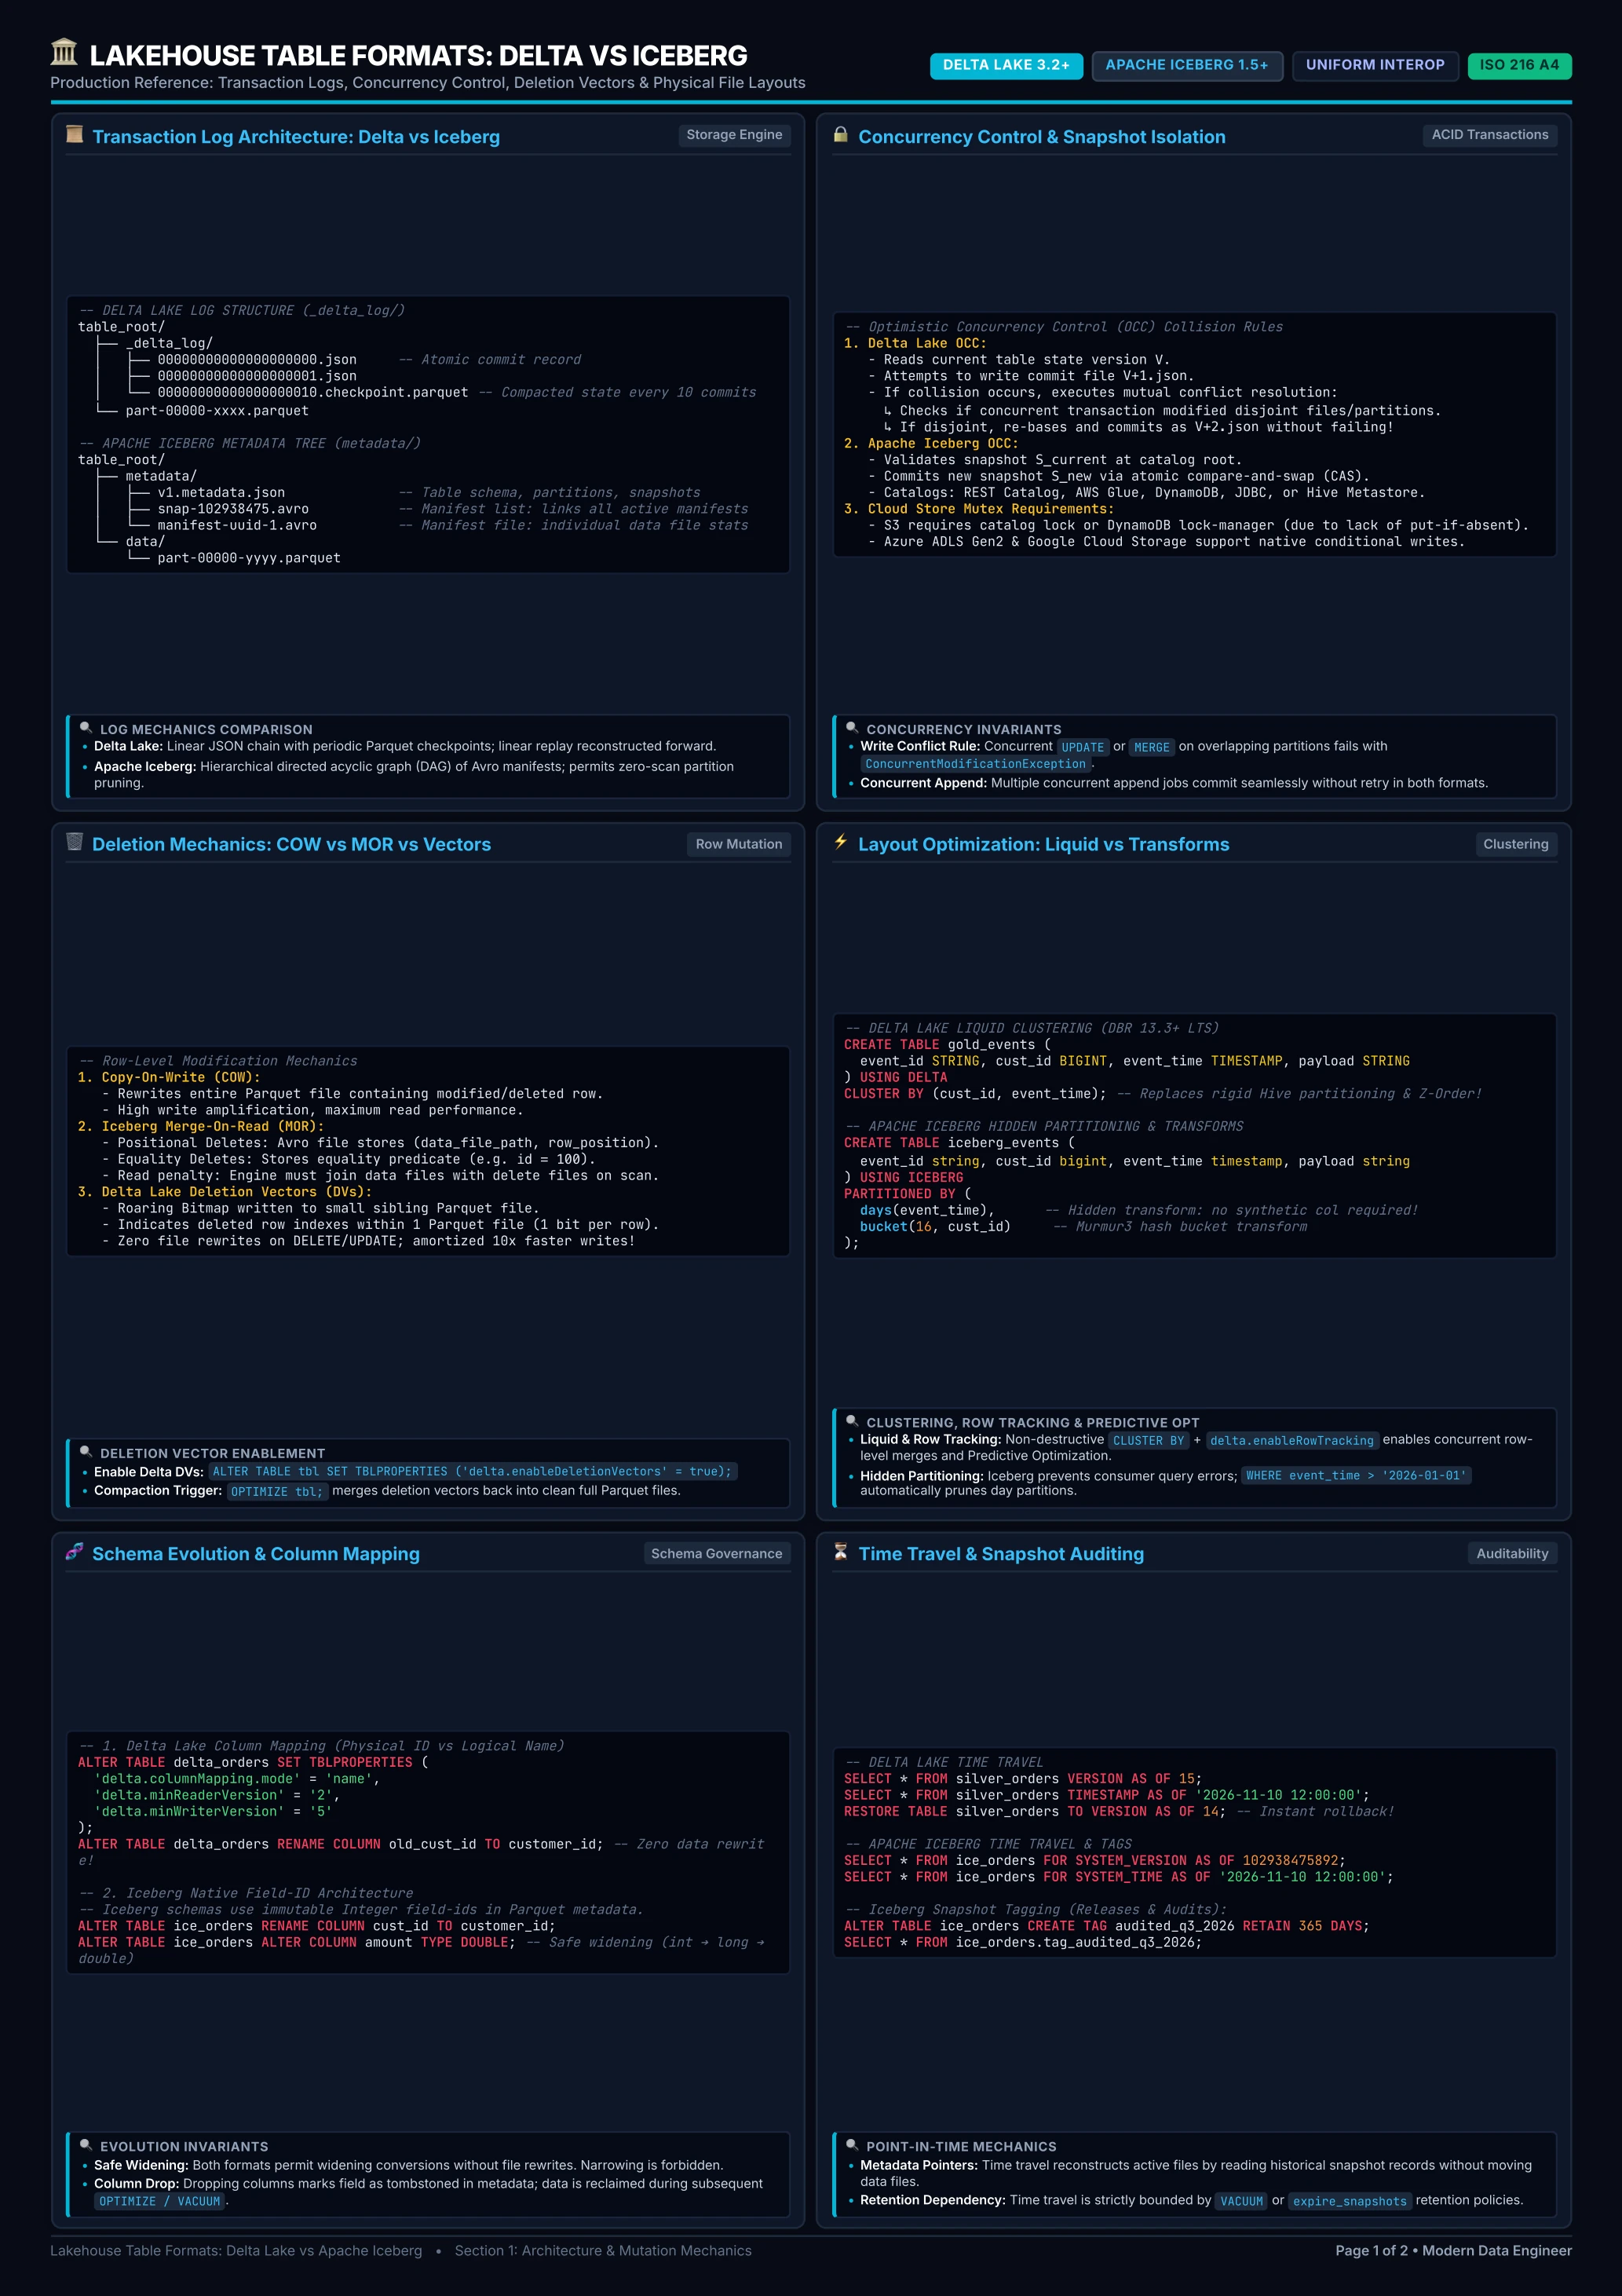 🏛️ LAKEHOUSE TABLE FORMATS: DELTA VS ICEBERG
Production Reference: Transaction Logs, Concurrency Control, Deletion Vectors & Physical File Layouts
DELTA LAKE 3.2+
APACHE ICEBERG 1.5+
UNIFORM INTEROP
ISO 216 A4
Transaction Log Architecture: Delta vs Iceberg
Storage Engine
-- DELTA LAKE LOG STRUCTURE (_delta_log/)
table_root/
├── _delta_log/
│   ├── 00000000000000000000.json     -- Atomic commit record
│   ├── 00000000000000000001.json
│   └── 00000000000000000010.checkpoint.parquet -- Compacted state every 10 commits
└── part-00000-xxxx.parquet
-- APACHE ICEBERG METADATA TREE (metadata/)
table_root/
├── metadata/
│   ├── v1.metadata.json              -- Table schema, partitions, snapshots
│   ├── snap-102938475.avro           -- Manifest list: links all active manifests
│   └── manifest-uuid-1.avro          -- Manifest file: individual data file stats
└── data/
    └── part-00000-yyyy.parquet
LOG MECHANICS COMPARISON
• Delta Lake: Linear JSON chain with periodic Parquet checkpoints; linear replay reconstructed forward.
• Apache Iceberg: Hierarchical directed acyclic graph (DAG) of Avro manifests; permits zero-scan partition
pruning.
Concurrency Control & Snapshot Isolation
ACID Transactions
-- Optimistic Concurrency Control (OCC) Collision Rules
1. Delta Lake OCC:
- Reads current table state version V.
- Attempts to write commit file V+1.json.
- If collision occurs, executes mutual conflict resolution:
↳ Checks if concurrent transaction modified disjoint files/partitions.
↳ If disjoint, re-bases and commits as V+2.json without failing!
2. Apache Iceberg OCC:
- Validates snapshot S_current at catalog root.
- Commits new snapshot S_new via atomic compare-and-swap (CAS).
- Catalogs: REST Catalog, AWS Glue, DynamoDB, JDBC, or Hive Metastore.
3. Cloud Store Mutex Requirements:
- S3 requires catalog lock or DynamoDB lock-manager (due to lack of put-if-absent).
- Azure ADLS Gen2 & Google Cloud Storage support native conditional writes.
CONCURRENCY INVARIANTS
• Write Conflict Rule: Concurrent UPDATE or MERGE on overlapping partitions fails with
ConcurrentModificationException.
• Concurrent Append: Multiple concurrent append jobs commit seamlessly without retry in both formats.
Deletion Mechanics: COW vs MOR vs Vectors
Row Mutation
-- Row-Level Modification Mechanics
1. Copy-On-Write (COW):
- Rewrites entire Parquet file containing modified/deleted row.
- High write amplification, maximum read performance.
2. Iceberg Merge-On-Read (MOR):
- Positional Deletes: Avro file stores (data_file_path, row_position).
- Equality Deletes: Stores equality predicate (e.g. id = 100).
- Read penalty: Engine must join data files with delete files on scan.
3. Delta Lake Deletion Vectors (DVs):
- Roaring Bitmap written to small sibling Parquet file.
- Indicates deleted row indexes within 1 Parquet file (1 bit per row).
- Zero file rewrites on DELETE/UPDATE; amortized 10x faster writes!
DELETION VECTOR ENABLEMENT
• Enable Delta DVs: ALTER TABLE tbl SET TBLPROPERTIES ('delta.enableDeletionVectors' = true);
• Compaction Trigger: OPTIMIZE tbl; merges deletion vectors back into clean full Parquet files.
Layout Optimization: Liquid vs Transforms
Clustering
-- DELTA LAKE LIQUID CLUSTERING (DBR 13.3+ LTS)
CREATE TABLE gold_events (
event_id STRING, cust_id BIGINT, event_time TIMESTAMP, payload STRING
) USING DELTA
CLUSTER BY (cust_id, event_time); -- Replaces rigid Hive partitioning & Z-Order!
-- APACHE ICEBERG HIDDEN PARTITIONING & TRANSFORMS
CREATE TABLE iceberg_events (
event_id string, cust_id bigint, event_time timestamp, payload string
) USING ICEBERG
PARTITIONED BY (
days(event_time),      -- Hidden transform: no synthetic col required!
bucket(16, cust_id)     -- Murmur3 hash bucket transform
);
CLUSTERING, ROW TRACKING & PREDICTIVE OPT
• Liquid & Row Tracking: Non-destructive CLUSTER BY + delta.enableRowTracking enables concurrent row-
level merges and Predictive Optimization.
• Hidden Partitioning: Iceberg prevents consumer query errors; WHERE event_time > '2026-01-01'
automatically prunes day partitions.
Schema Evolution & Column Mapping
Schema Governance
-- 1. Delta Lake Column Mapping (Physical ID vs Logical Name)
ALTER TABLE delta_orders SET TBLPROPERTIES (
'delta.columnMapping.mode' = 'name',
'delta.minReaderVersion' = '2',
'delta.minWriterVersion' = '5'
);
ALTER TABLE delta_orders RENAME COLUMN old_cust_id TO customer_id; -- Zero data rewrit
e!
-- 2. Iceberg Native Field-ID Architecture
-- Iceberg schemas use immutable Integer field-ids in Parquet metadata.
ALTER TABLE ice_orders RENAME COLUMN cust_id TO customer_id;
ALTER TABLE ice_orders ALTER COLUMN amount TYPE DOUBLE; -- Safe widening (int → long →
double)
EVOLUTION INVARIANTS
• Safe Widening: Both formats permit widening conversions without file rewrites. Narrowing is forbidden.
• Column Drop: Dropping columns marks field as tombstoned in metadata; data is reclaimed during subsequent
OPTIMIZE / VACUUM.
Time Travel & Snapshot Auditing
Auditability
-- DELTA LAKE TIME TRAVEL
SELECT * FROM silver_orders VERSION AS OF 15;
SELECT * FROM silver_orders TIMESTAMP AS OF '2026-11-10 12:00:00';
RESTORE TABLE silver_orders TO VERSION AS OF 14; -- Instant rollback!
-- APACHE ICEBERG TIME TRAVEL & TAGS
SELECT * FROM ice_orders FOR SYSTEM_VERSION AS OF 102938475892;
SELECT * FROM ice_orders FOR SYSTEM_TIME AS OF '2026-11-10 12:00:00';
-- Iceberg Snapshot Tagging (Releases & Audits):
ALTER TABLE ice_orders CREATE TAG audited_q3_2026 RETAIN 365 DAYS;
SELECT * FROM ice_orders.tag_audited_q3_2026;
POINT-IN-TIME MECHANICS
• Metadata Pointers: Time travel reconstructs active files by reading historical snapshot records without moving
data files.
• Retention Dependency: Time travel is strictly bounded by VACUUM or expire_snapshots retention policies.
Lakehouse Table Formats: Delta Lake vs Apache Iceberg • Section 1: Architecture & Mutation Mechanics
Page 1 of 2 • Modern Data Engineer